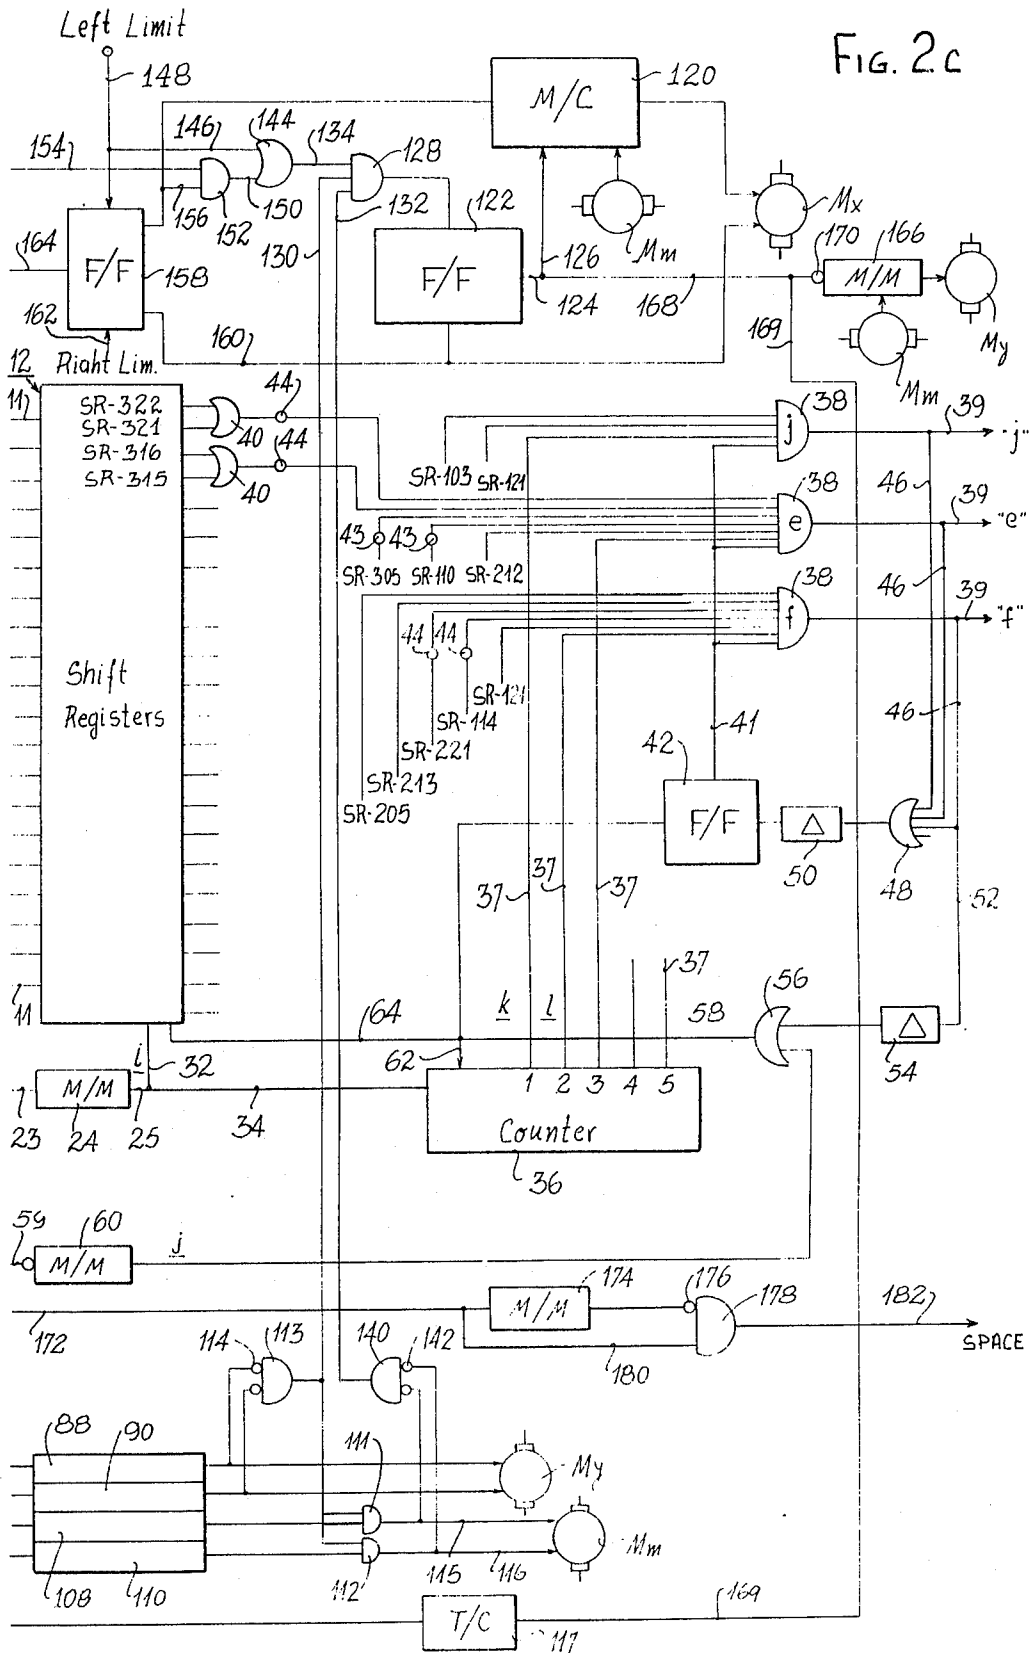 Left Limit
FIG. 2c
148
120
M/C
144
146
134
154
128
156
152
150
132
122
Mx
164
F/F
158
130
F/F
126
Mm
170
166
M/M
124
168
My
162
160
169
Mm
12
Right Lim.
11
SR-322
44
38
39
SR-321
40
44
j
"j"
SR-316
SR-315
40
SR-103
SR-121
46
38
39
e
"e"
43
43
SR-305
SR-110
SR-212
38
46
39
f
"f"
44
44
Shift
Registers
SR-121
SR-114
41
46
SR-221
42
SR-213
SR-205
F/F
Δ
50
48
37
37
37
52
37
56
11
64
k
l
58
Δ
i
32
62
54
M/M
1 2 3 4 5
23
24
25
34
Counter
36
59
60
M/M
j
174
176
M/M
178
182
172
114
113
140
142
180
SPACE
88
90
111
My
Mm
108
110
112
115
116
169
T/C
117